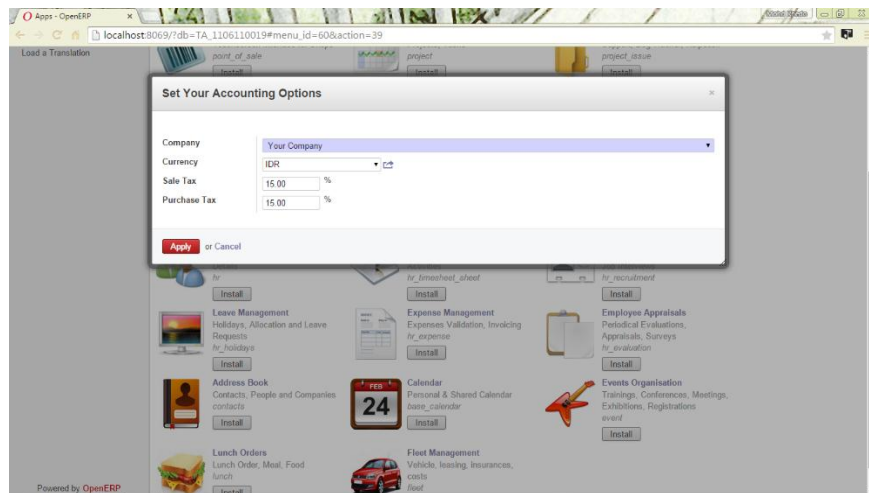 Apps - OpenERP
localhost:8069/?db=TA_1106110019#menu_id=60&action=39
Load a Translation
point_of_sale
project
project_issue
Install
Install
Install
Set Your Accounting Options
Company
Your Company
Currency
IDR
Sale Tax
15.00 %
Purchase Tax
15.00 %
Apply or Cancel
hr
hr_timesheet_sheet
hr_recruitment
Install
Install
Install
Leave Management
Holidays, Allocation and Leave
Requests
hr_holidays
Install
Expense Management
Expenses Validation, Invoicing
hr_expense
Install
Employee Appraisals
Periodical Evaluations,
Appraisals, Surveys
hr_evaluation
Install
Address Book
Contacts, People and Companies
contacts
Install
FEB
24
Calendar
Personal & Shared Calendar
base_calendar
Install
Events Organisation
Trainings, Conferences, Meetings,
Exhibitions, Registrations
event
Install
Lunch Orders
Lunch Order, Meal, Food
lunch
Install
Fleet Management
Vehicle, leasing, insurances,
costs
fleet
Powered by OpenERP